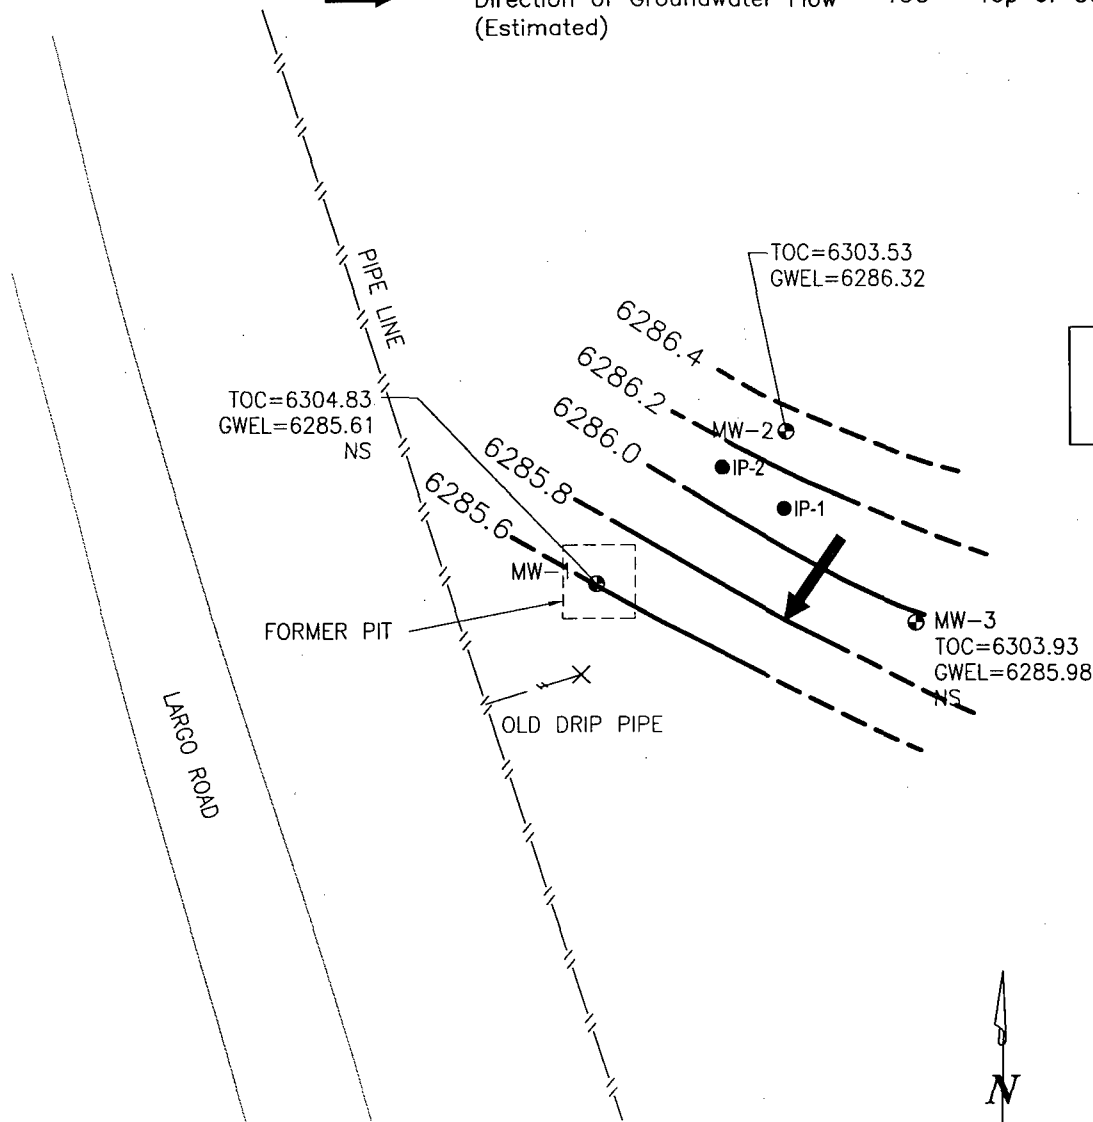 Direction of Groundwater Flow
(Estimated)
TOC
Top of
PIPE LINE
TOC=6303.53
GWEL=6286.32
6286.4
6286.2
6286.0
6285.8
6285.6
TOC=6304.83
GWEL=6285.61
NS
MW-2
IP-2
IP-1
MW-
FORMER PIT
MW-3
TOC=6303.93
GWEL=6285.98
NS
OLD DRIP PIPE
LARGO ROAD
N